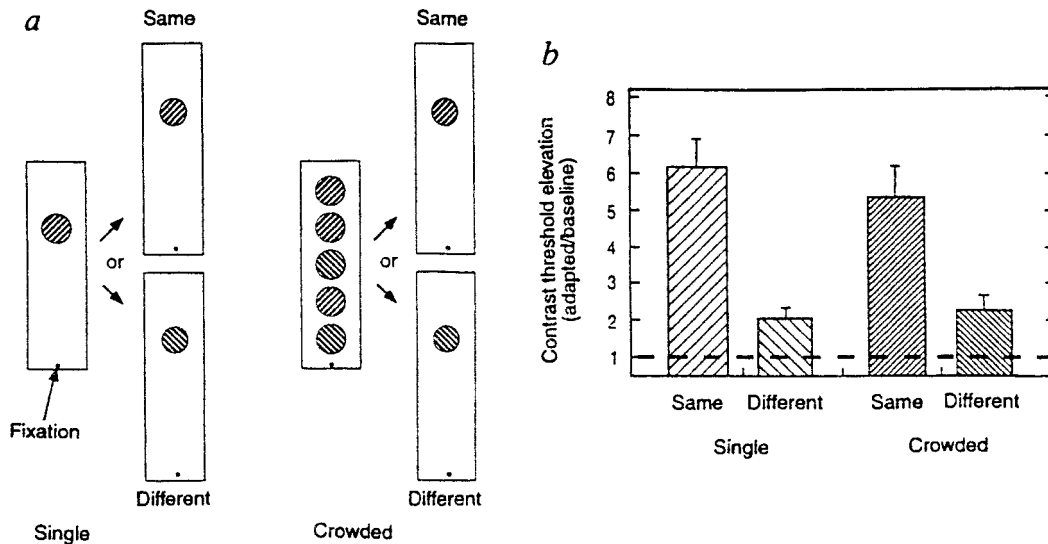 a
Same
Same
or
or
Fixation
Different
Different
Single
Crowded
b
Contrast threshold elevation
(adapted/baseline)
8
7
6
5
4
3
2
1
Same Different Same Different
Single Crowded